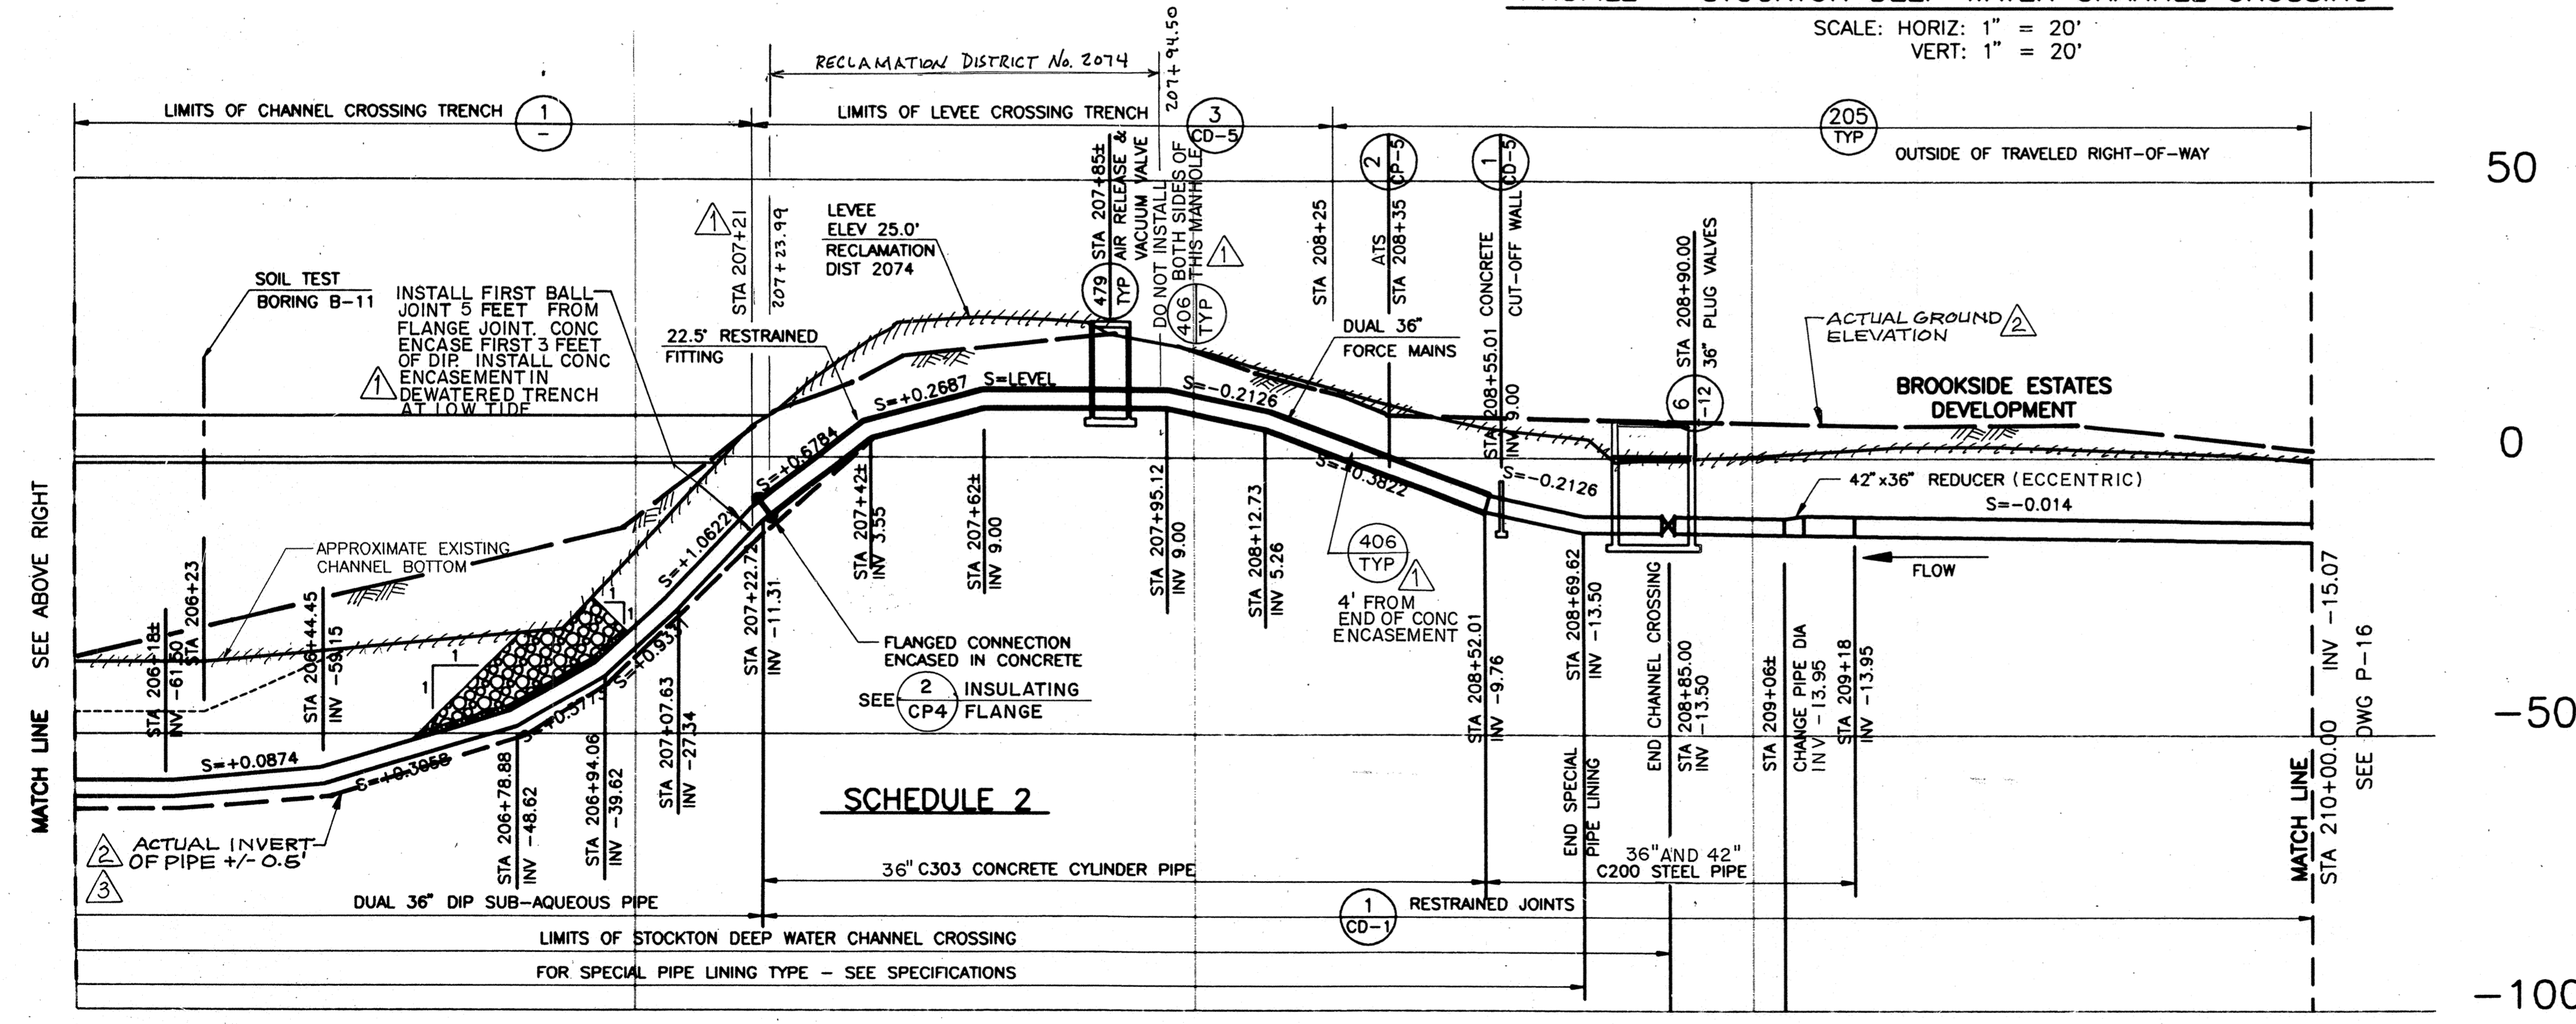 SCALE: HORIZ: 1" = 20'
VERT: 1" = 20'
RECLAMATION DISTRICT No. 2074
207+94.50
LIMITS OF CHANNEL CROSSING TRENCH
1
-
LIMITS OF LEVEE CROSSING TRENCH
3
CD-5
205
TYP
OUTSIDE OF TRAVELED RIGHT-OF-WAY
50
0
-50
-100
2
CP-5
1
CD-5
1
STA 207+21
207+23.99
LEVEE
ELEV 25.0'
RECLAMATION
DIST 2074
479
TYP
STA 207+85±
AIR RELEASE &
VACUUM VALVE
DO NOT INSTALL
406
TYP
BOTH SIDES OF
THIS MANHOLE
1
STA 208+25
ATS
STA 208+35
STA 208+55.01 CONCRETE
INV 9.00
CUT-OFF WALL
6
-12
STA 208+90.00
36" PLUG VALVES
SOIL TEST
BORING B-11
INSTALL FIRST BALL
JOINT 5 FEET FROM
FLANGE JOINT. CONC
ENCASE FIRST 3 FEET
OF DIP. INSTALL CONC
ENCASEMENT IN
DEWATERED TRENCH
AT LOW TIDE
1
22.5° RESTRAINED
FITTING
DUAL 36"
FORCE MAINS
ACTUAL GROUND
ELEVATION
2
BROOKSIDE ESTATES
DEVELOPMENT
S=+0.2687
S=LEVEL
S=-0.2126
S=+0.6784
S=-0.3822
S=-0.2126
42"x36" REDUCER (ECCENTRIC)
S=-0.014
FLOW
MATCH LINE SEE ABOVE RIGHT
APPROXIMATE EXISTING
CHANNEL BOTTOM
STA 206+18±
INV -61.50
STA 206+23
STA 206+44.45
INV -59.15
1
1
1
1
S=+1.0622
S=+0.9331
STA 207+22.72
INV -11.31
STA 207+42±
INV 3.55
STA 207+62±
INV 9.00
STA 207+95.12
INV 9.00
STA 208+12.73
INV 5.26
406
TYP
1
4' FROM
END OF CONC
ENCASEMENT
FLANGED CONNECTION
ENCASED IN CONCRETE
SEE
2
CP4
INSULATING
FLANGE
STA 208+52.01
INV -9.76
STA 208+69.62
INV -13.50
END CHANNEL CROSSING
STA 208+85.00
INV -13.50
STA 209+06±
CHANGE PIPE DIA
INV -13.95
STA 209+18
INV -13.95
STA 210+00.00 INV -15.07
SEE DWG P-16
MATCH LINE
S=+0.0874
S=+0.3058
STA 206+78.88
INV -48.62
STA 206+94.06
INV -39.62
STA 207+07.63
INV -27.34
SCHEDULE 2
END SPECIAL
PIPE LINING
2
ACTUAL INVERT
OF PIPE +/- 0.5'
3
36" C303 CONCRETE CYLINDER PIPE
36" AND 42"
C200 STEEL PIPE
DUAL 36" DIP SUB-AQUEOUS PIPE
1
CD-1
RESTRAINED JOINTS
LIMITS OF STOCKTON DEEP WATER CHANNEL CROSSING
FOR SPECIAL PIPE LINING TYPE - SEE SPECIFICATIONS